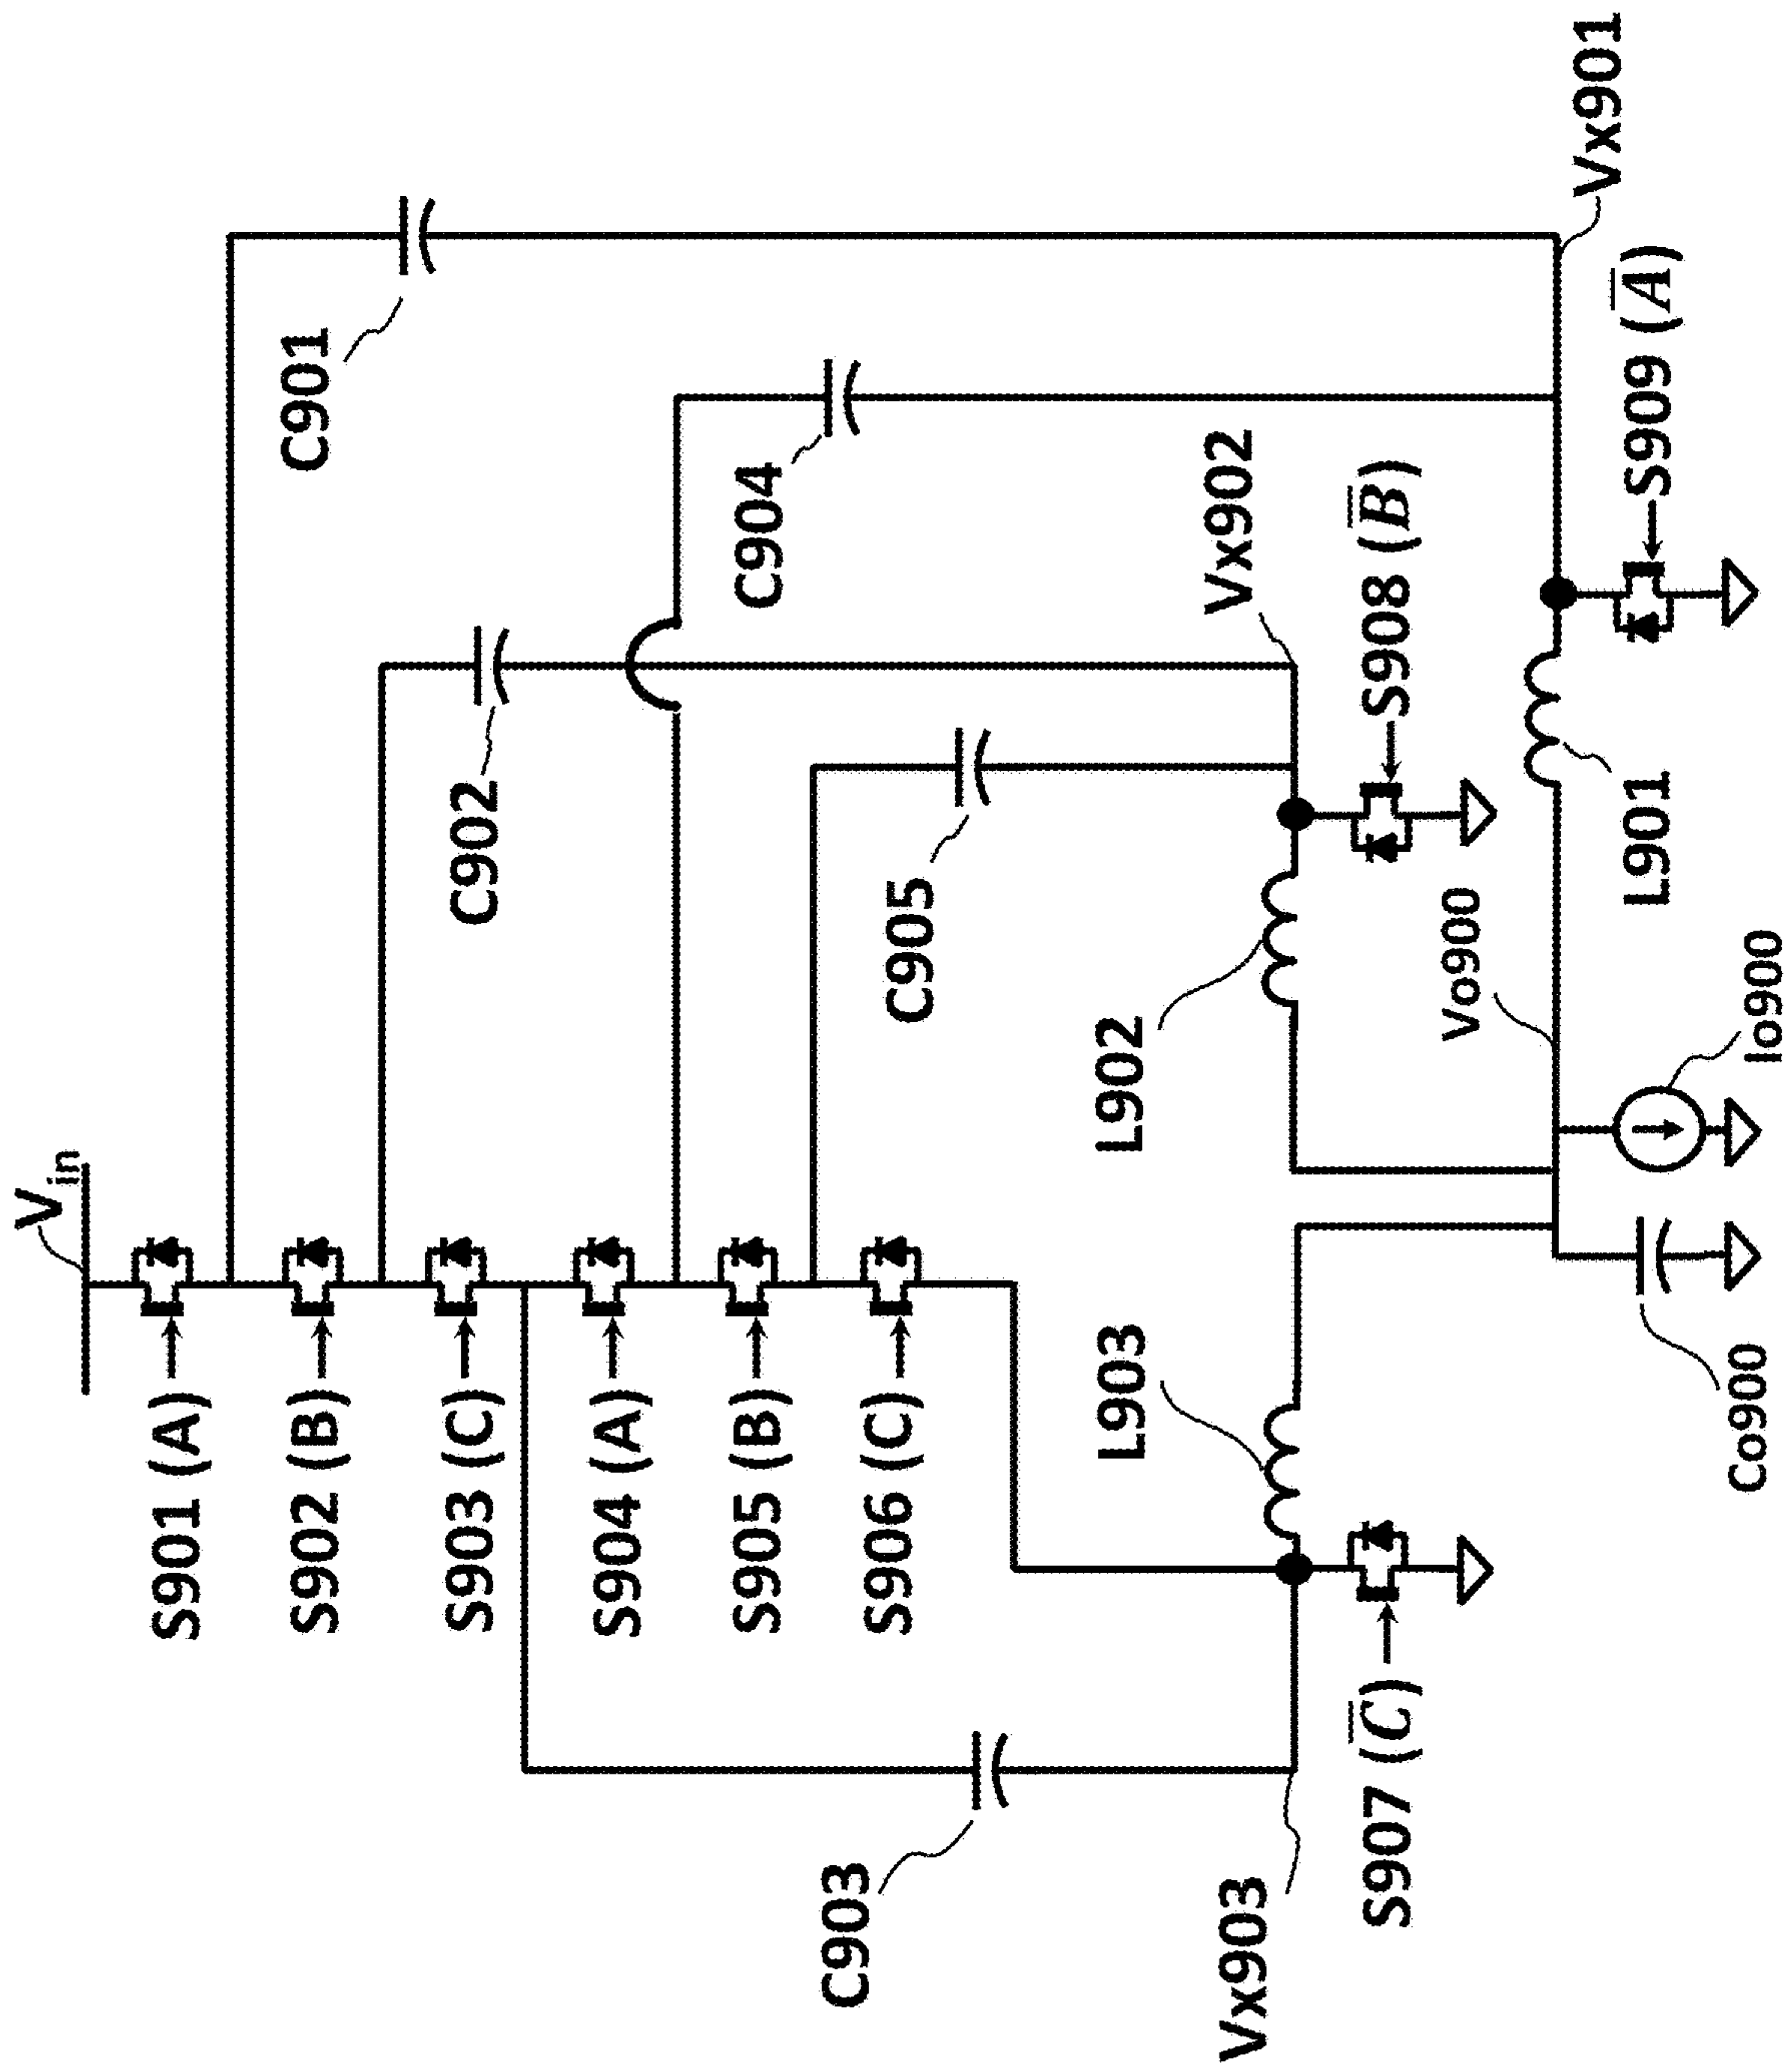 V_in
S901 (A)
S902 (B)
S903 (C)
S904 (A)
S905 (B)
S906 (C)
C901
C902
C904
C905
C903
Vx901
Vx902
Vx903
L902
L903
L901
S907 (C̅)
S908 (B̅)
S909 (A̅)
Vo900
Io900
Co900